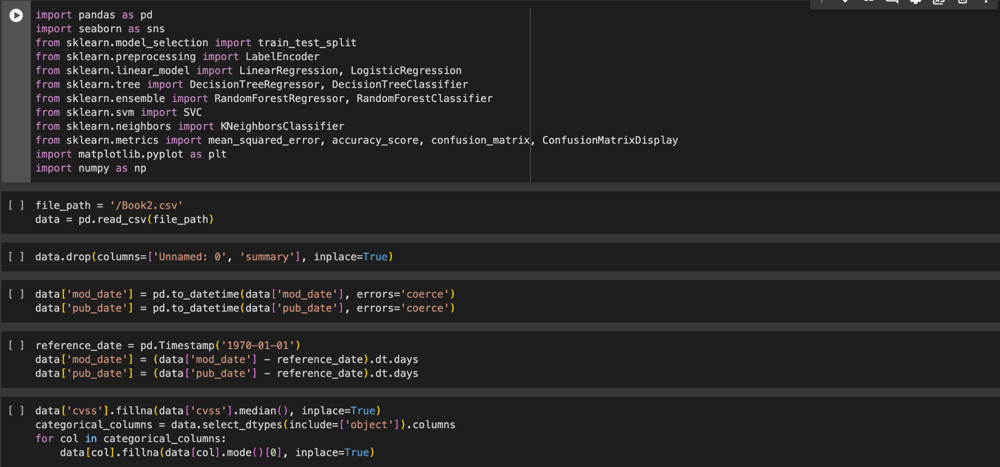 import pandas as pd
import seaborn as sns
from sklearn.model_selection import train_test_split
from sklearn.preprocessing import LabelEncoder
from sklearn.linear_model import LinearRegression, LogisticRegression
from sklearn.tree import DecisionTreeRegressor, DecisionTreeClassifier
from sklearn.ensemble import RandomForestRegressor, RandomForestClassifier
from sklearn.svm import SVC
from sklearn.neighbors import KNeighborsClassifier
from sklearn.metrics import mean_squared_error, accuracy_score, confusion_matrix, ConfusionMatrixDisplay
import matplotlib.pyplot as plt
import numpy as np
[ ] file_path = '/Book2.csv'
data = pd.read_csv(file_path)
[ ] data.drop(columns=['Unnamed: 0', 'summary'], inplace=True)
[ ] data['mod_date'] = pd.to_datetime(data['mod_date'], errors='coerce')
data['pub_date'] = pd.to_datetime(data['pub_date'], errors='coerce')
[ ] reference_date = pd.Timestamp('1970-01-01')
data['mod_date'] = (data['mod_date'] - reference_date).dt.days
data['pub_date'] = (data['pub_date'] - reference_date).dt.days
[ ] data['cvss'].fillna(data['cvss'].median(), inplace=True)
categorical_columns = data.select_dtypes(include=['object']).columns
for col in categorical_columns:
    data[col].fillna(data[col].mode()[0], inplace=True)